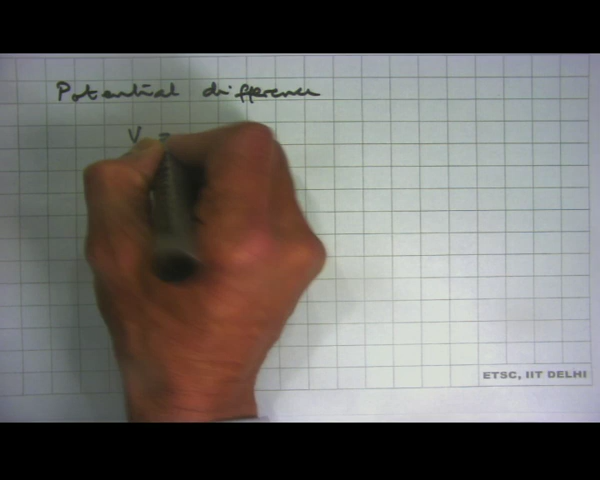 Potential difference
V =
ETSC, IIT DELHI